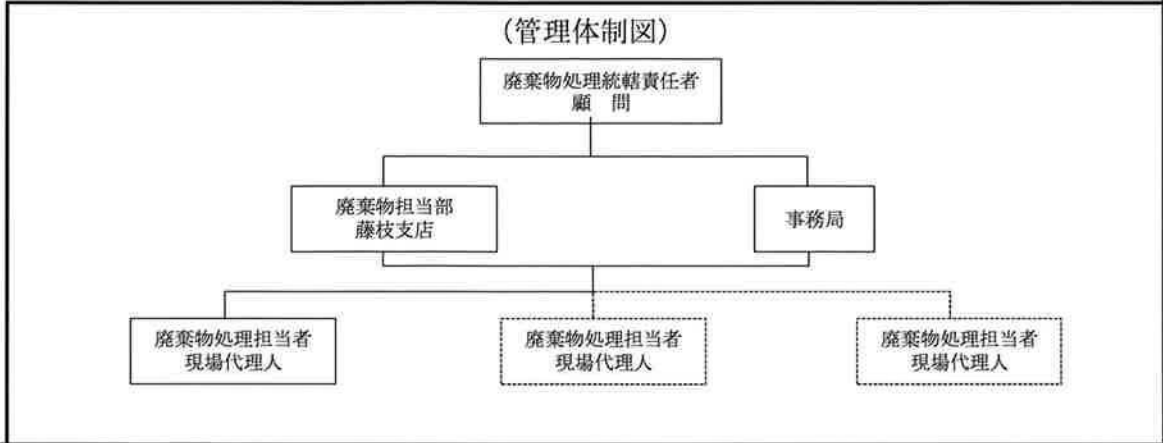 (管理体制図)
廃棄物処理統轄責任者
顧　問
廃棄物担当部
藤枝支店
事務局
廃棄物処理担当者
現場代理人
廃棄物処理担当者
現場代理人
廃棄物処理担当者
現場代理人